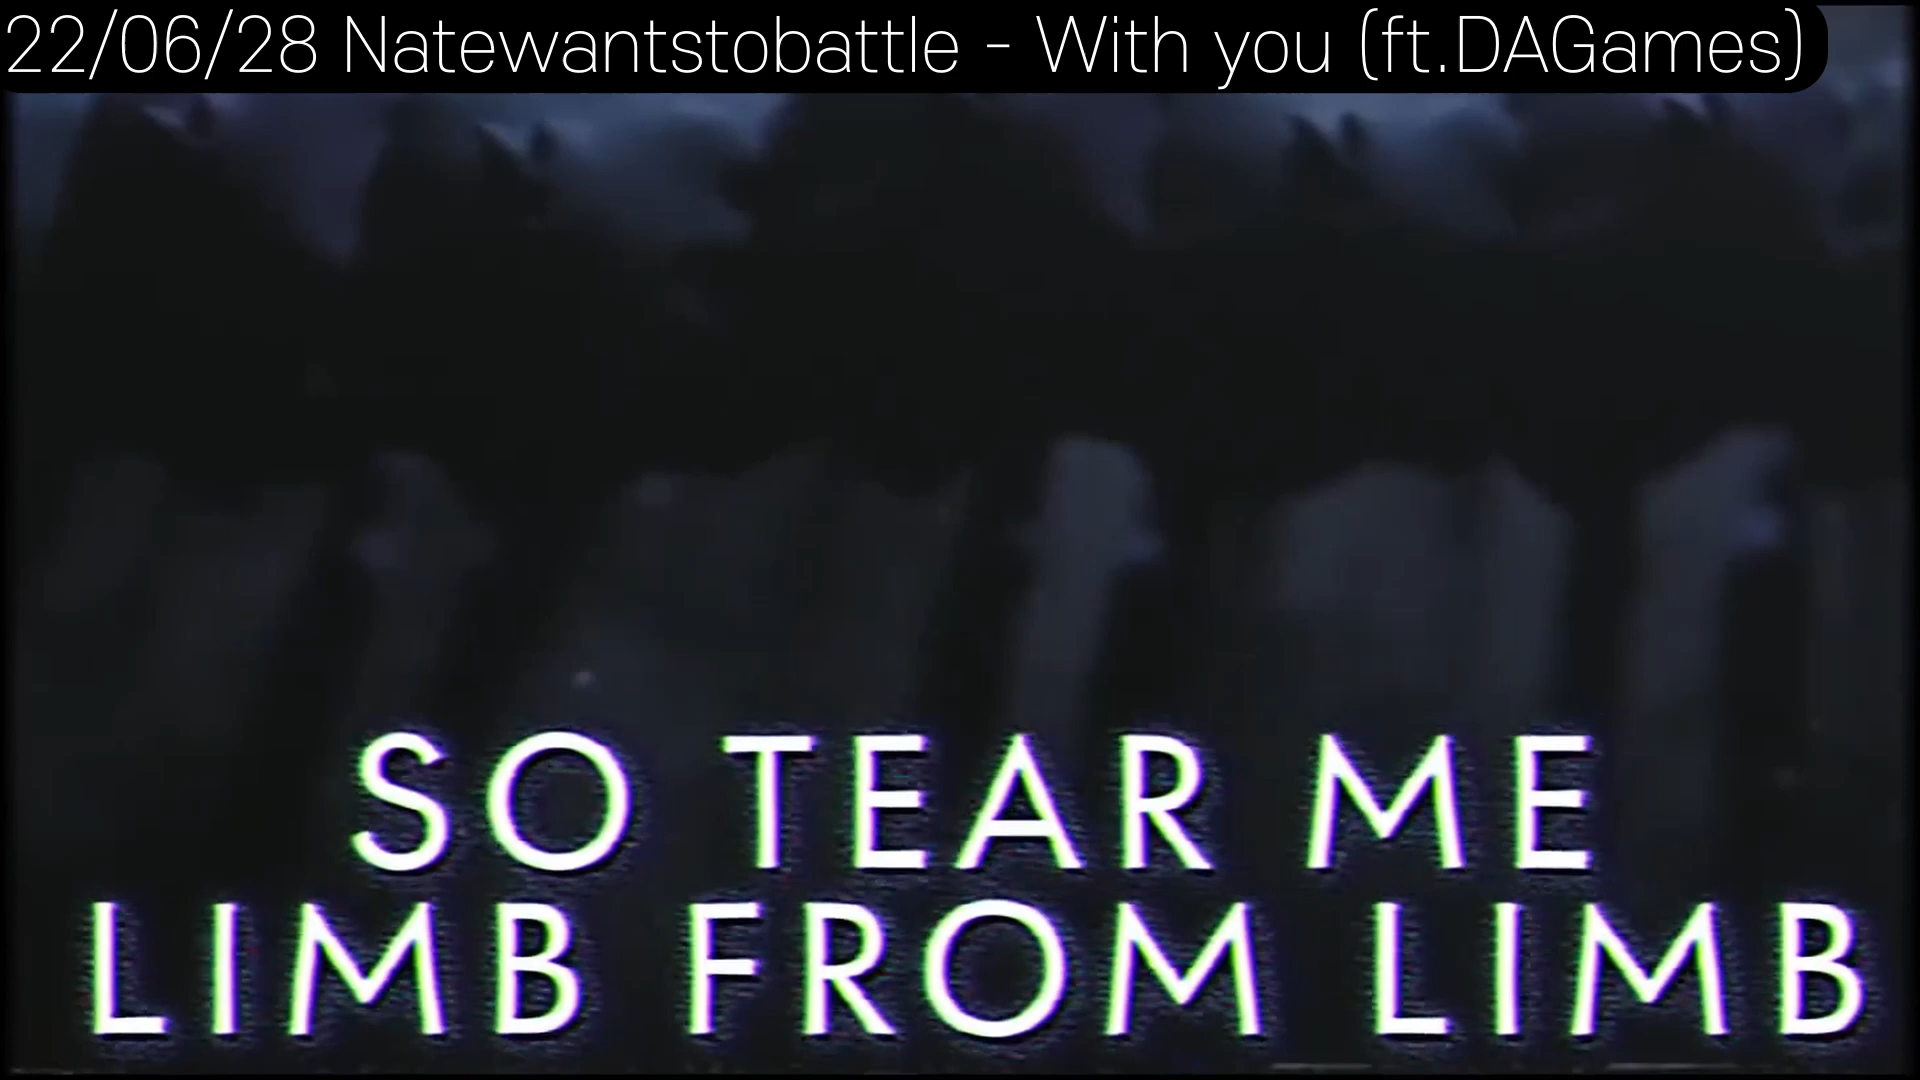 22/06/28 Natewantstobattle - With you (ft.DAGames)
SO TEAR ME
LIMB FROM LIMB